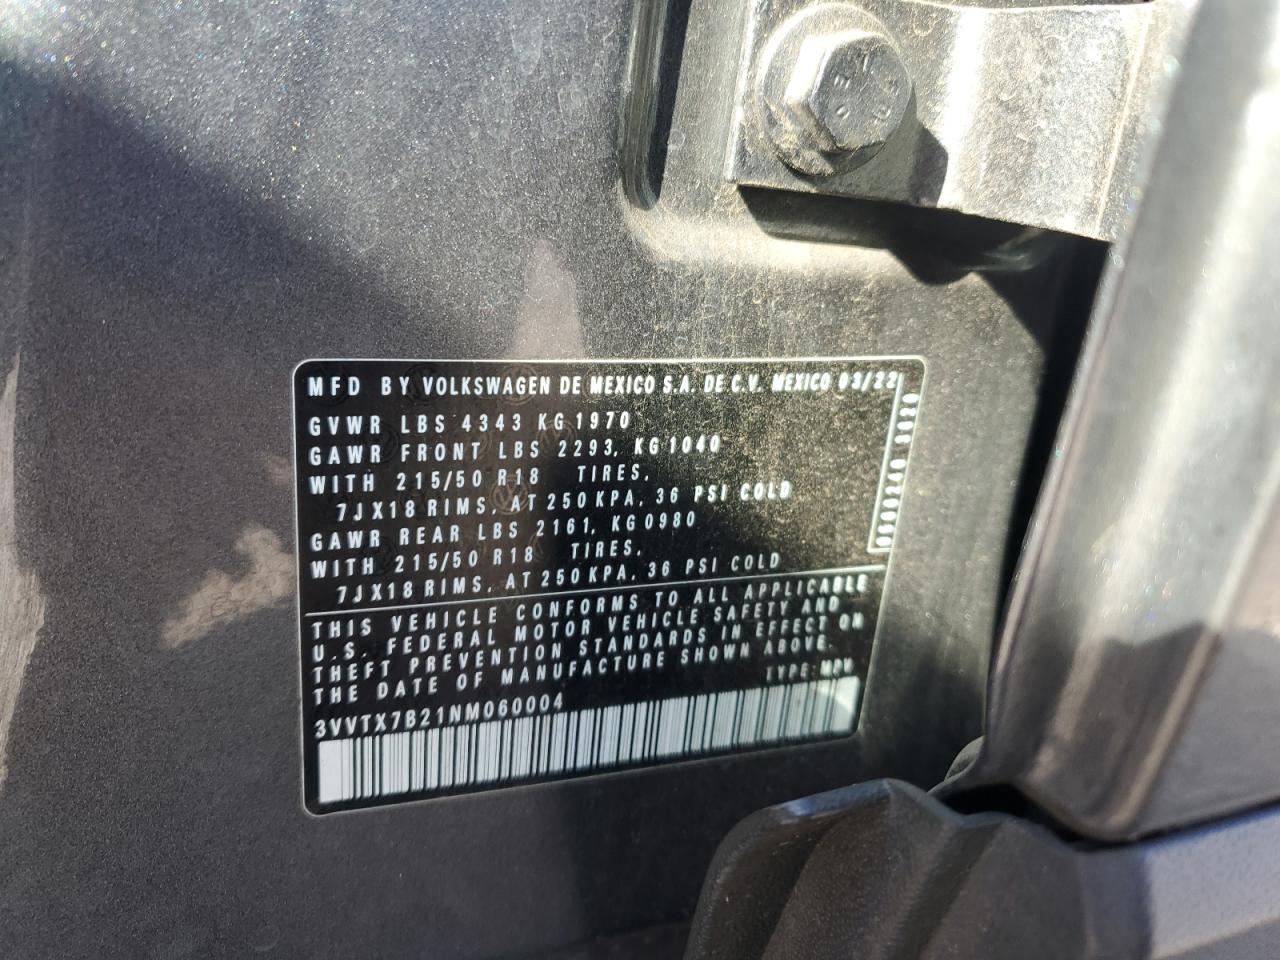 MFD BY VOLKSWAGEN DE MEXICO S.A. DE C.V. MEXICO 03/22
GVWR LBS 4343 KG 1970
GAWR FRONT LBS 2293, KG 1040
WITH 215/50 R18 TIRES,
7JX18 RIMS, AT 250 KPA, 36 PSI COLD
GAWR REAR LBS 2161, KG 0980
WITH 215/50 R18 TIRES,
7JX18 RIMS, AT 250 KPA, 36 PSI COLD
THIS VEHICLE CONFORMS TO ALL APPLICABLE
U.S. FEDERAL MOTOR VEHICLE SAFETY AND
THEFT PREVENTION STANDARDS IN EFFECT ON
THE DATE OF MANUFACTURE SHOWN ABOVE.
TYPE: MPV
3VVTX7B21NM060004